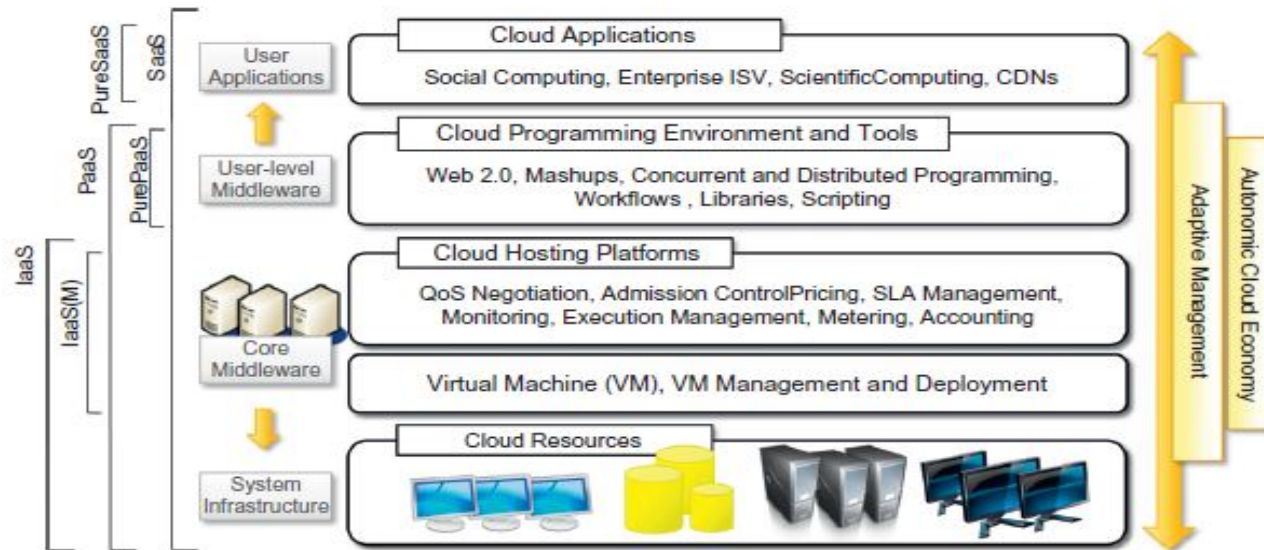 PureSaaS
SaaS
User
Applications
Cloud Applications
Social Computing, Enterprise ISV, ScientificComputing, CDNs
PaaS
PurePaaS
User-level
Middleware
Cloud Programming Environment and Tools
Web 2.0, Mashups, Concurrent and Distributed Programming,
Workflows , Libraries, Scripting
IaaS
IaaS(M)
Core
Middleware
Cloud Hosting Platforms
QoS Negotiation, Admission ControlPricing, SLA Management,
Monitoring, Execution Management, Metering, Accounting
Virtual Machine (VM), VM Management and Deployment
System
Infrastructure
Cloud Resources
Adaptive Management
Autonomic Cloud Economy